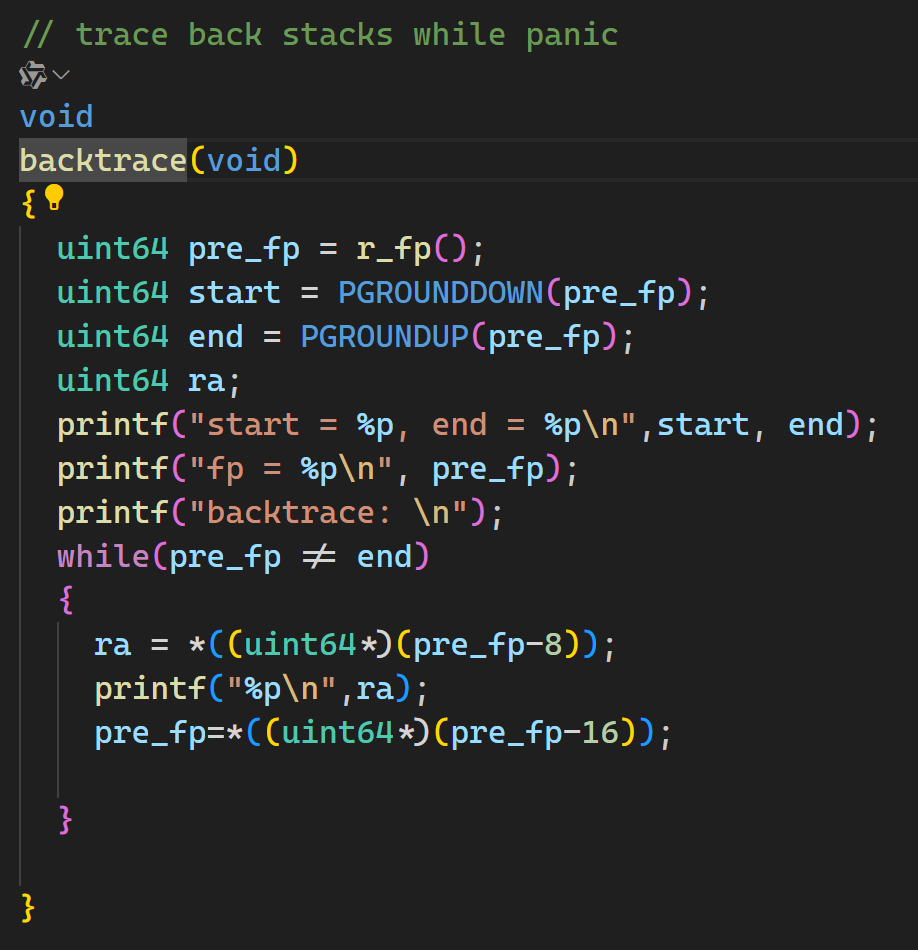 // trace back stacks while panic
void
backtrace(void)
{
uint64 pre_fp = r_fp();
uint64 start = PGROUNDDOWN(pre_fp);
uint64 end = PGROUNDUP(pre_fp);
uint64 ra;
printf("start = %p, end = %p\n",start, end);
printf("fp = %p\n", pre_fp);
printf("backtrace: \n");
while(pre_fp ≠ end)
{
ra = *((uint64*)(pre_fp-8));
printf("%p\n",ra);
pre_fp=*((uint64*)(pre_fp-16));
}
}